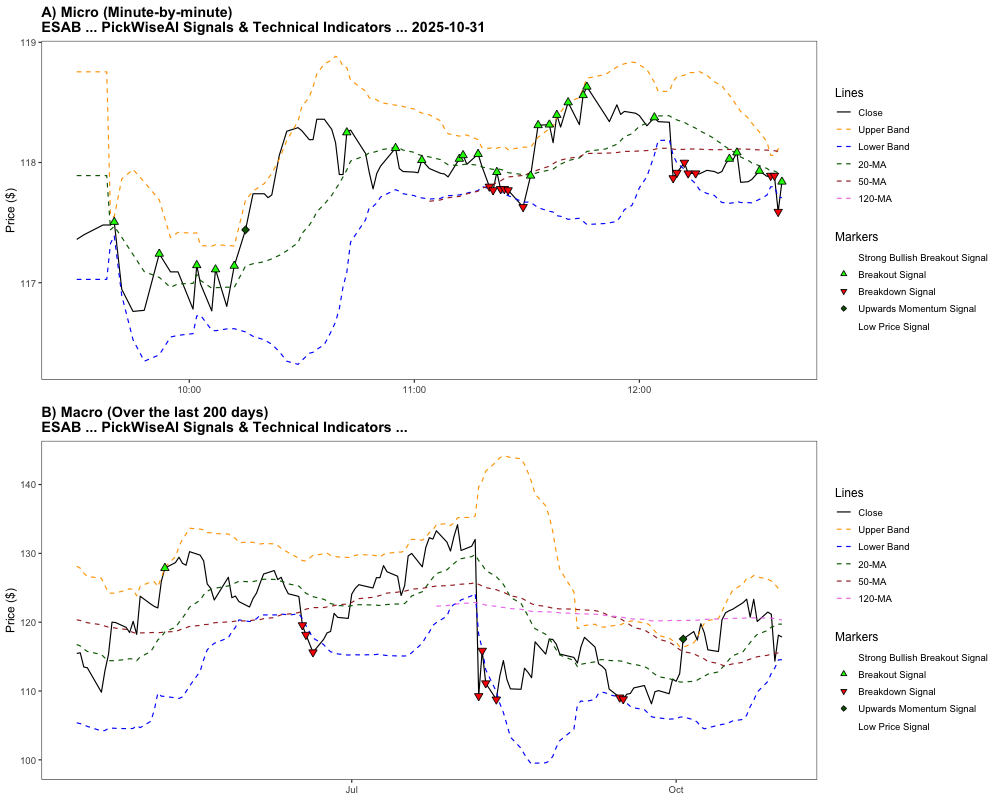 A) Micro (Minute-by-minute)
ESAB ... PickWiseAI Signals & Technical Indicators ... 2025-10-31
Price ($)
119
118
117
10:00
11:00
12:00
Lines
Close
Upper Band
Lower Band
20-MA
50-MA
120-MA
Markers
Strong Bullish Breakout Signal
Breakout Signal
Breakdown Signal
Upwards Momentum Signal
Low Price Signal
B) Macro (Over the last 200 days)
ESAB ... PickWiseAI Signals & Technical Indicators ...
Price ($)
140
130
120
110
100
Jul
Oct
Lines
Close
Upper Band
Lower Band
20-MA
50-MA
120-MA
Markers
Strong Bullish Breakout Signal
Breakout Signal
Breakdown Signal
Upwards Momentum Signal
Low Price Signal